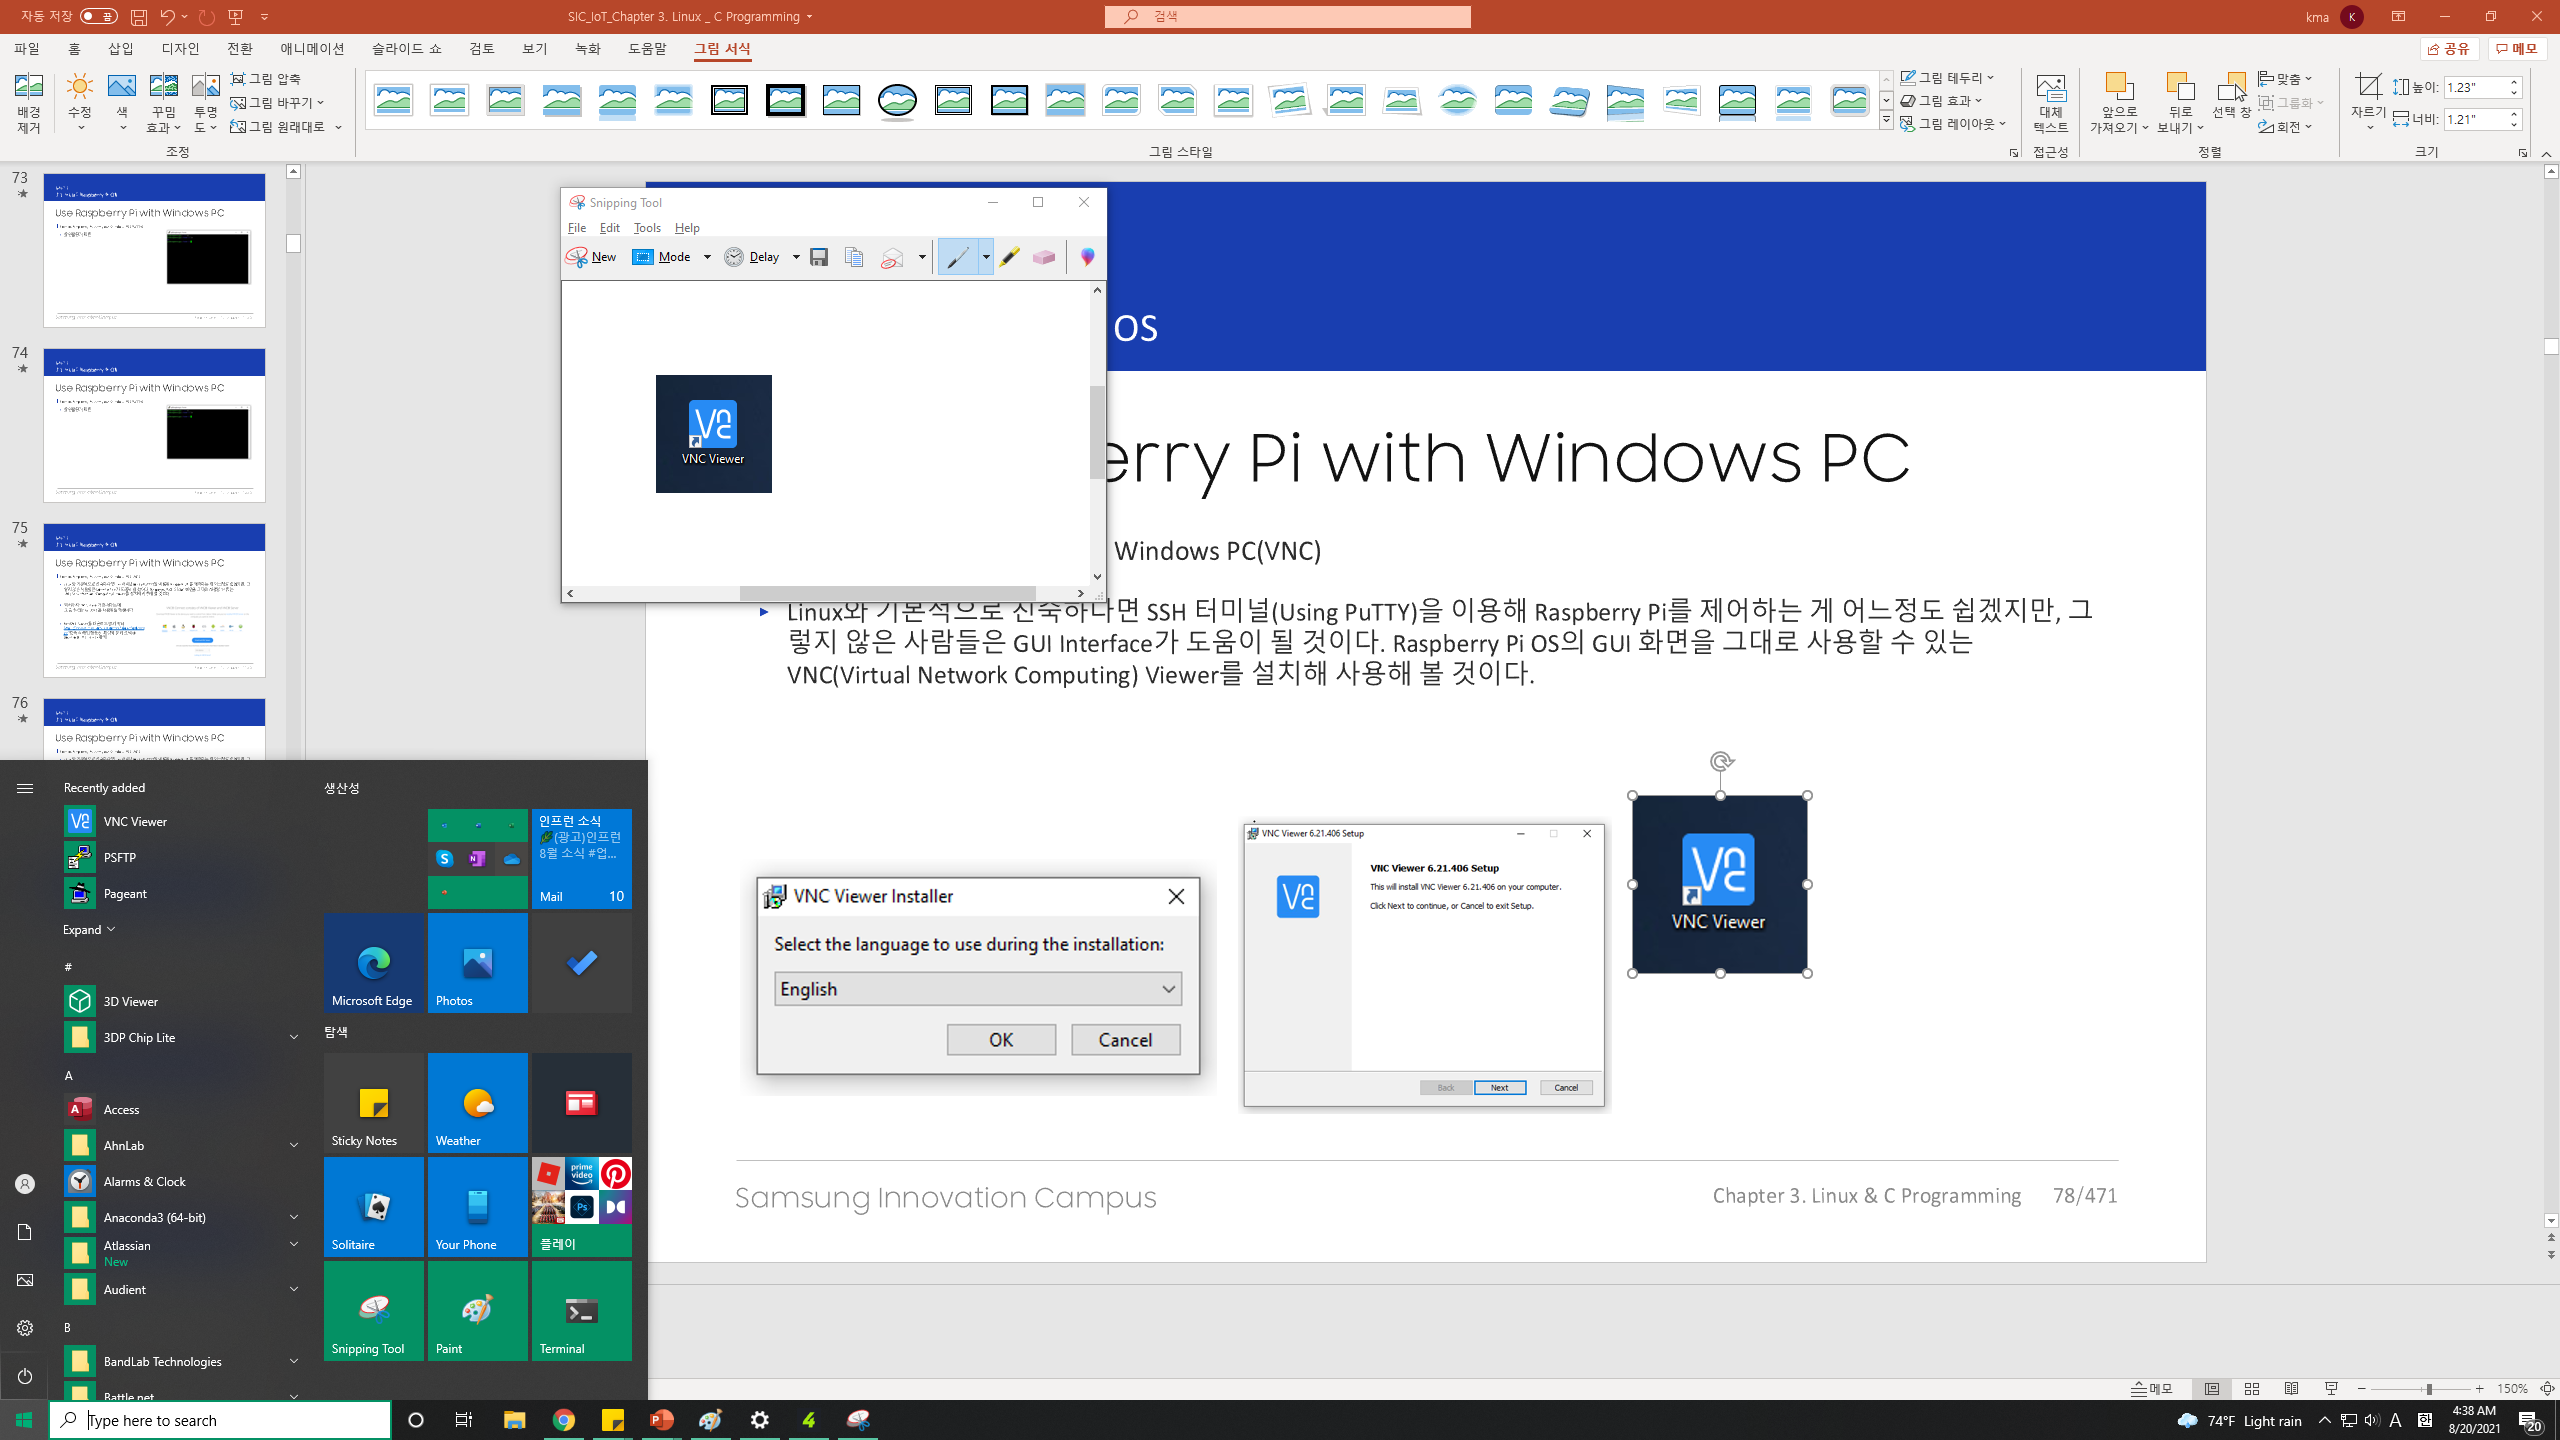 자동 저장 끔
SIC_IoT_Chapter 3. Linux _ C Programming
검색
kma K
파일 홈 삽입 디자인 전환 애니메이션 슬라이드 쇼 검토 보기 녹화 도움말 그림 서식
공유 메모
배경
제거
수정
색
꾸밈
효과
투명
도
그림 압축
그림 바꾸기
그림 원래대로
조정
그림 스타일
그림 테두리
그림 효과
그림 레이아웃
대체
텍스트
접근성
앞으로
가져오기
뒤로
보내기
선택 창
맞춤
그룹화
회전
정렬
자르기
높이: 1.23"
너비: 1.21"
크기
73
Use Raspberry Pi with Windows PC
74
Use Raspberry Pi with Windows PC
75
Use Raspberry Pi with Windows PC
76
Use Raspberry Pi with Windows PC
Snipping Tool
File Edit Tools Help
New Mode Delay
VNC Viewer
OS
erry Pi with Windows PC
Windows PC(VNC)
Linux와 기본적으로 친숙하다면 SSH 터미널(Using PuTTY)을 이용해 Raspberry Pi를 제어하는 게 어느정도 쉽겠지만, 그
렇지 않은 사람들은 GUI Interface가 도움이 될 것이다. Raspberry Pi OS의 GUI 화면을 그대로 사용할 수 있는
VNC(Virtual Network Computing) Viewer를 설치해 사용해 볼 것이다.
VNC Viewer Installer
Select the language to use during the installation:
English
OK Cancel
VNC Viewer 6.21.406 Setup
VNC Viewer 6.21.406 Setup
This will install VNC Viewer 6.21.406 on your computer.
Click Next to continue, or Cancel to exit Setup.
Back Next Cancel
VNC Viewer
Samsung Innovation Campus
Chapter 3. Linux & C Programming 78/471
Recently added
VNC Viewer
PSFTP
Pageant
Expand
#
3D Viewer
3DP Chip Lite
A
Access
AhnLab
Alarms & Clock
Anaconda3 (64-bit)
Atlassian
New
Audient
B
BandLab Technologies
Battle.net
생산성
인프런 소식
(광고)인프런
8월 소식 #업...
Mail 10
Microsoft Edge
Photos
탐색
Sticky Notes
Weather
prime video
Ps
Solitaire
Your Phone
플레이
Snipping Tool
Paint
Terminal
메모
150%
Type here to search
74°F Light rain
A
한
4:38 AM
8/20/2021
20